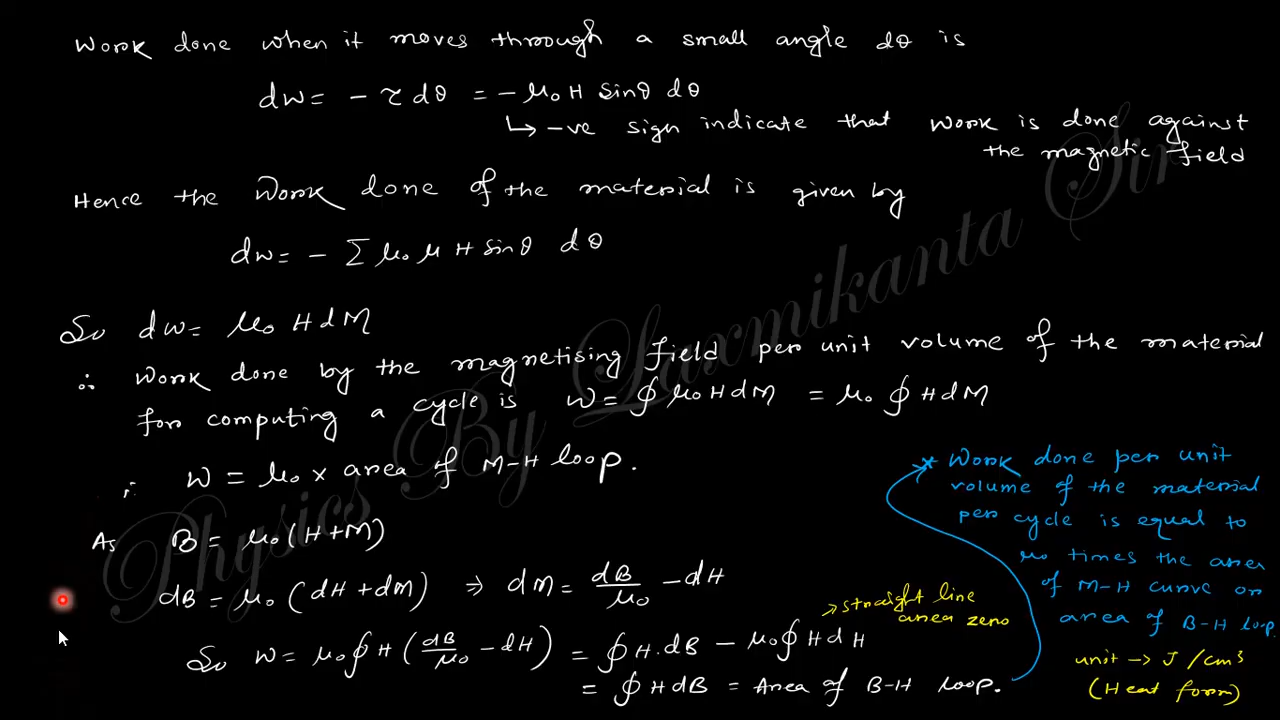 Work done when it moves through a small angle dθ is
dw = - τ dθ = - μ₀ H sinθ dθ
↳ -ve sign indicate that work is done against
the magnetic field
Hence the work done of the material is given by
dw = - Σ μ₀ μ H sinθ dθ
So dw = μ₀ H dM
∴ work done by the magnetising field per unit volume of the material
for computing a cycle is W = ∮ μ₀ H dM = μ₀ ∮ H dM
∴ W = μ₀ x area of M-H loop.
As B = μ₀ (H+M)
dB = μ₀ (dH + dM) ⇒ dM = dB/μ₀ - dH
So W = μ₀ ∮ H (dB/μ₀ - dH) = ∮ H.dB - μ₀ ∮ H dH
→ straight line
area zero
= ∮ H dB = Area of B-H loop.
* Work done per unit
volume of the material
per cycle is equal to
μ₀ times the area
of M-H curve or
area of B-H loop
unit → J/cm³
(Heat form)
Physics By Laxmikanta Sir